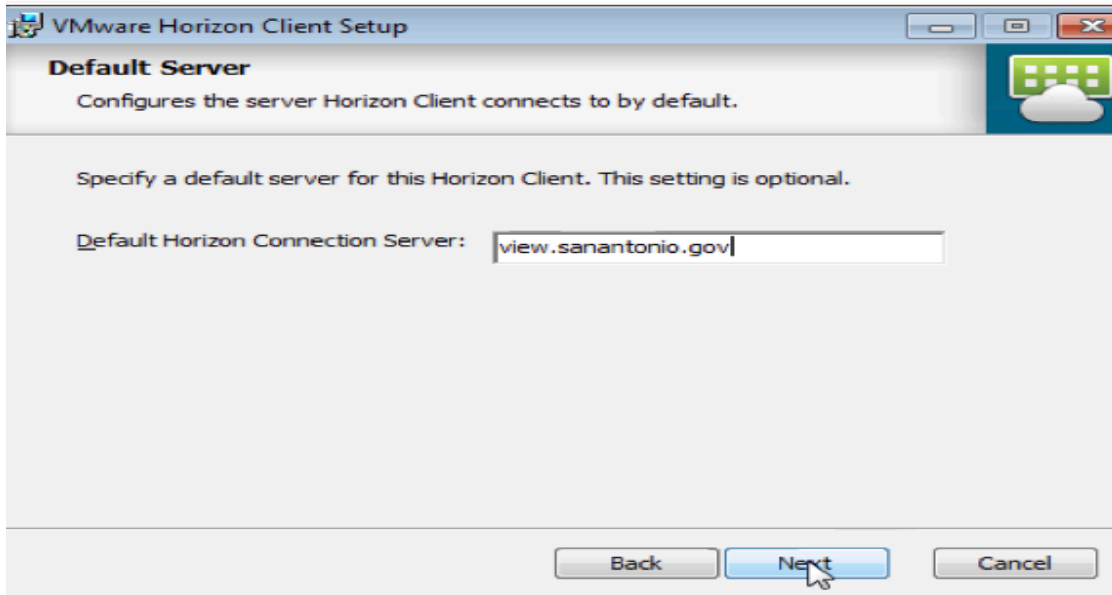 VMware Horizon Client Setup
Default Server
Configures the server Horizon Client connects to by default.
Specify a default server for this Horizon Client. This setting is optional.
Default Horizon Connection Server: view.sanantonio.gov
Back Next Cancel